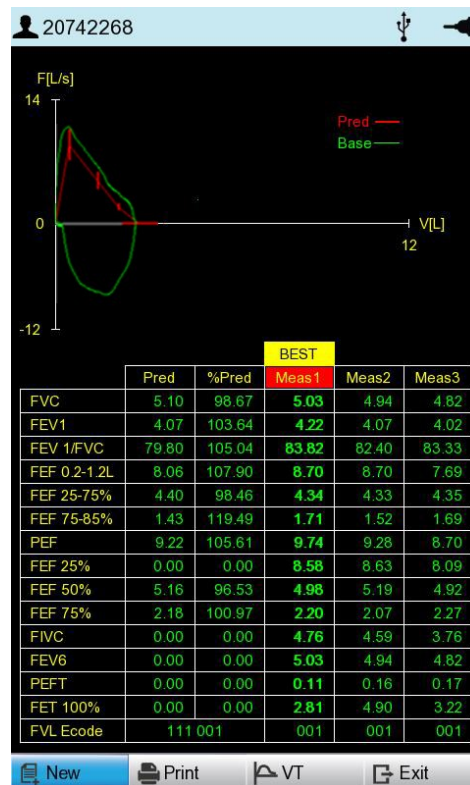 20742268
F[L/s]
14
Pred
Base
0
V[L]
12
-12
BEST
Pred %Pred Meas1 Meas2 Meas3
FVC 5.10 98.67 5.03 4.94 4.82
FEV1 4.07 103.64 4.22 4.07 4.02
FEV 1/FVC 79.80 105.04 83.82 82.40 83.33
FEF 0.2-1.2L 8.06 107.90 8.70 8.70 7.69
FEF 25-75% 4.40 98.46 4.34 4.33 4.35
FEF 75-85% 1.43 119.49 1.71 1.52 1.69
PEF 9.22 105.61 9.74 9.28 8.70
FEF 25% 0.00 0.00 8.58 8.63 8.09
FEF 50% 5.16 96.53 4.98 5.19 4.92
FEF 75% 2.18 100.97 2.20 2.07 2.27
FIVC 0.00 0.00 4.76 4.59 3.76
FEV6 0.00 0.00 5.03 4.94 4.82
PEFT 0.00 0.00 0.11 0.16 0.17
FET 100% 0.00 0.00 2.81 4.90 3.22
FVL Ecode 111 001 001 001 001
New Print VT Exit